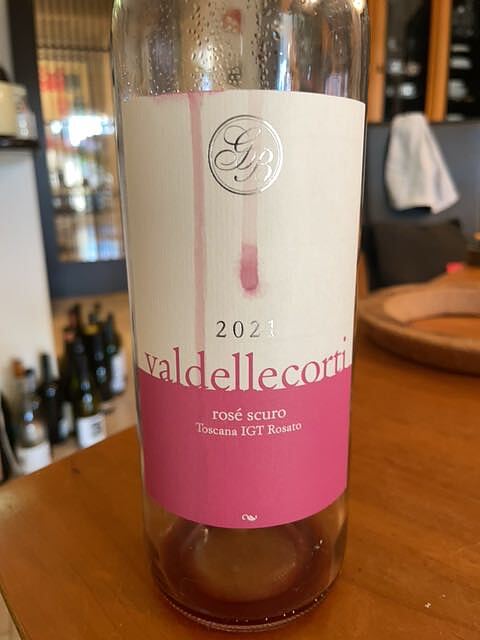 GB
2021
valdellecorti
rosé scuro
Toscana IGT Rosato